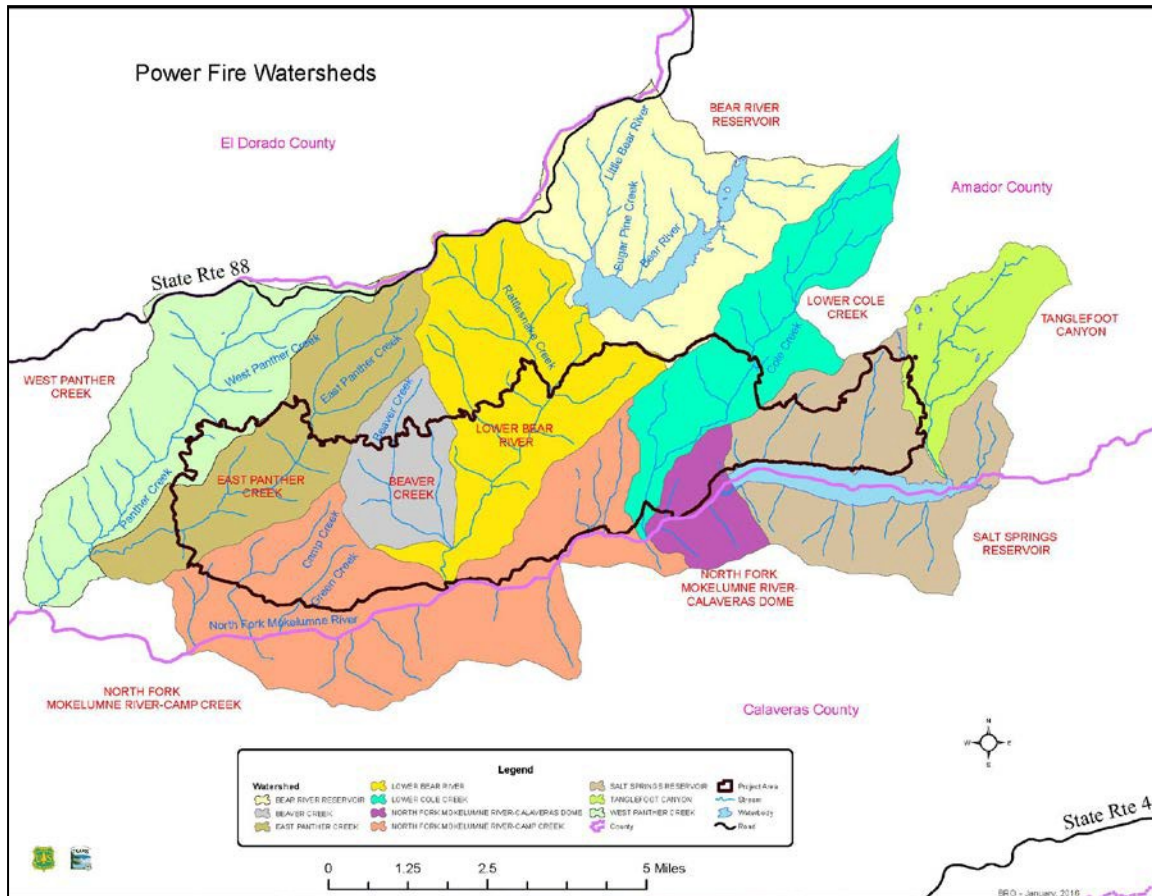 Power Fire Watersheds
El Dorado County
BEAR RIVER
RESERVOIR
Little Bear River
Amador County
Sugar Pine Creek
Bear River
State Rte 88
LOWER COLE
CREEK
TANGLEFOOT
CANYON
Rattlesnake Creek
Cole Creek
West Panther Creek
WEST PANTHER
CREEK
East Panther Creek
Beaver Creek
LOWER BEAR
RIVER
EAST PANTHER
CREEK
BEAVER
CREEK
Panther Creek
Camp Creek
Green Creek
SALT SPRINGS
RESERVOIR
NORTH FORK
MOKELUMNE RIVER-
CALAVERAS DOME
North Fork Mokelumne River
NORTH FORK
MOKELUMNE RIVER-CAMP CREEK
Calaveras County
N
W E
S
Legend
Watershed
BEAR RIVER RESERVOIR
BEAVER CREEK
EAST PANTHER CREEK
LOWER BEAR RIVER
LOWER COLE CREEK
NORTH FORK MOKELUMNE RIVER-CALAVERAS DOME
NORTH FORK MOKELUMNE RIVER-CAMP CREEK
SALT SPRINGS RESERVOIR
TANGLEFOOT CANYON
WEST PANTHER CREEK
County
Project Area
Stream
Waterbody
Road
State Rte 4
0 1.25 2.5 5 Miles
BRO - January, 2016